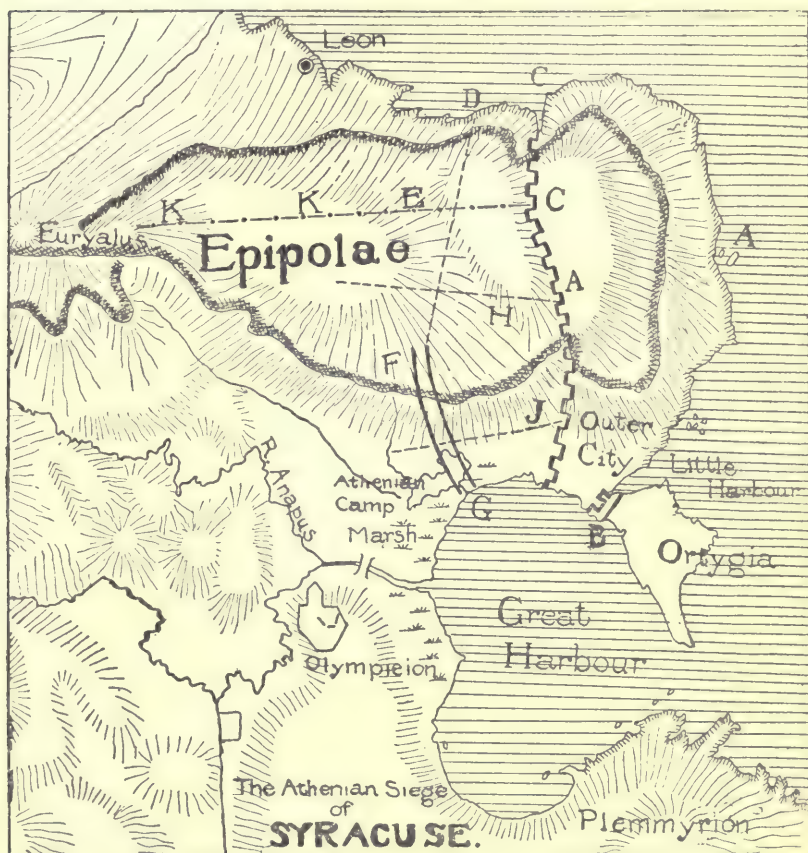 Leon
C
D
K K E C
Euryalus
Epipolae
A
A
H
F
J
Outer
City
Little
Harbour
R. Anapus
Athenian
Camp
Marsh
G
B
Ortygia
Great
Harbour
Olympieion
The Athenian Siege
of
SYRACUSE.
Plemmyrion